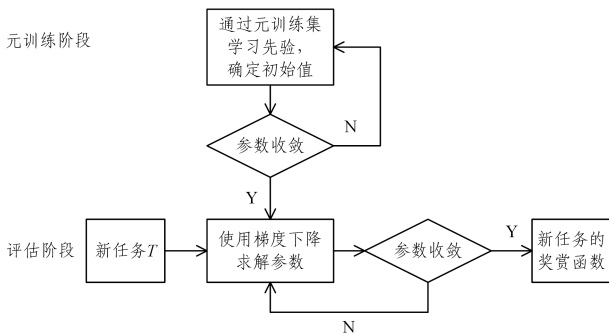 元训练阶段
通过元训练集
学习先验,
确定初始值
参数收敛
N
Y
评估阶段
新任务T
使用梯度下降
求解参数
参数收敛
Y
新任务的
奖赏函数
N